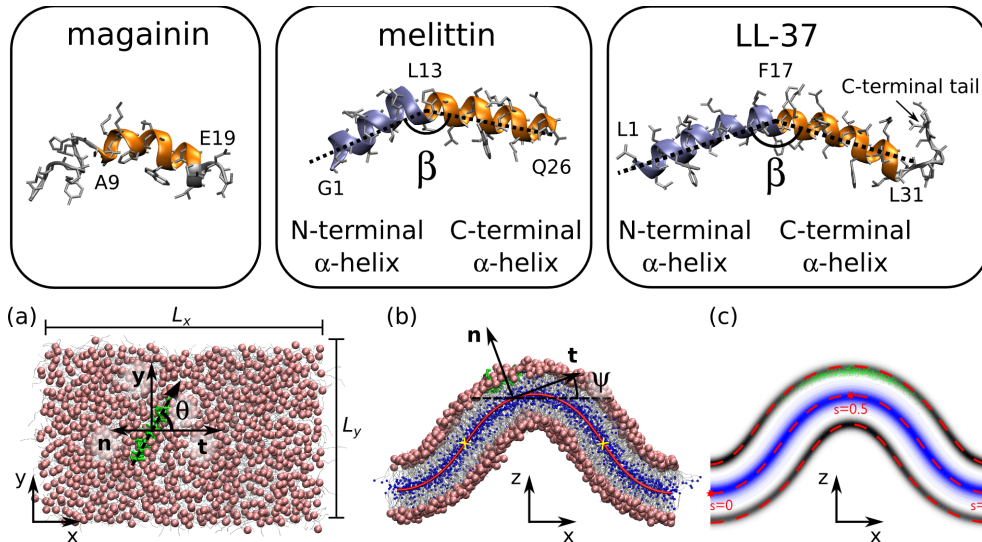 magainin
A9
E19
melittin
L13
G1
Q26
β
N-terminal C-terminal
α-helix α-helix
LL-37
F17
C-terminal tail
L1
β
L31
N-terminal C-terminal
α-helix α-helix
(a)
Lx
Ly
y
θ
n
t
y
x
(b)
n
t
ψ
z
x
(c)
s=0.5
s=0
s=
z
x